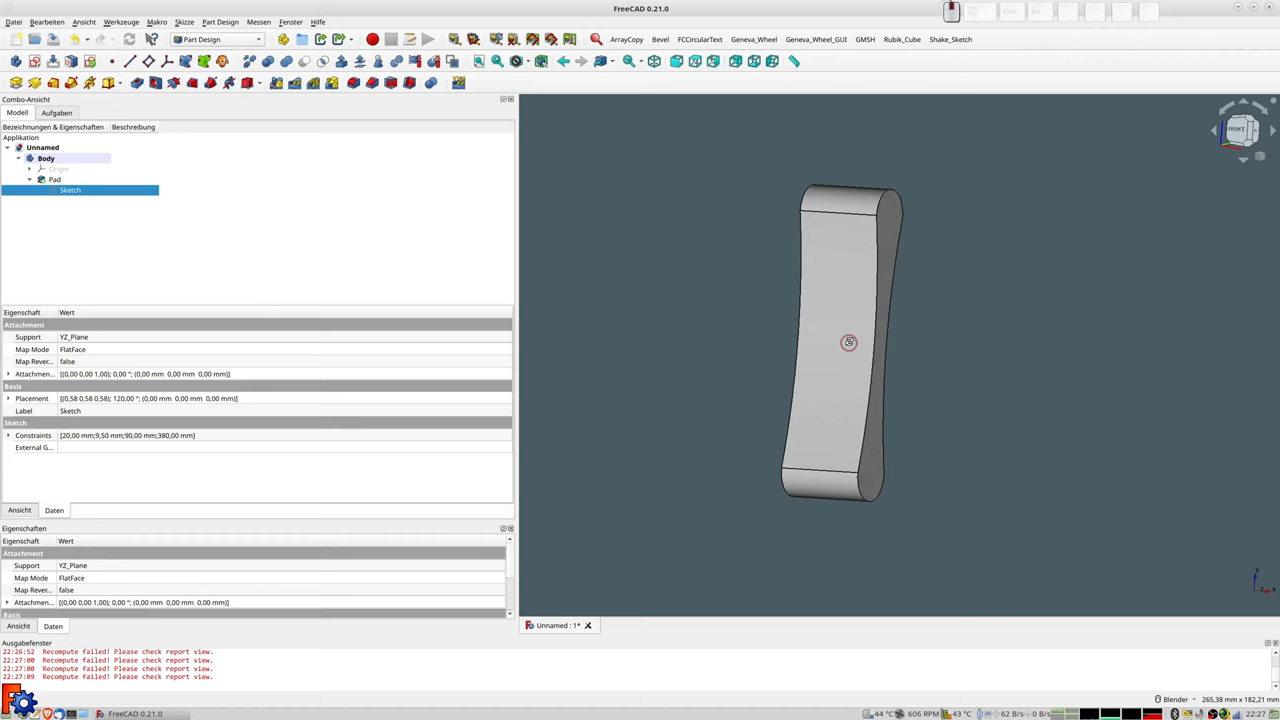 FreeCAD 0.21.0
Datei Bearbeiten Ansicht Werkzeuge Makro Skizze Part Design Messen Fenster Hilfe
Part Design
ArrayCopy Bevel FCCircularText Geneva_Wheel Geneva_Wheel_GUI GMSH Rubik_Cube Shake_Sketch
Combo-Ansicht
Modell Aufgaben
Bezeichnungen & Eigenschaften Beschreibung
Applikation
Unnamed
Body
Origin
Pad
Sketch
FRONT
Eigenschaft Wert
Attachment
Support YZ_Plane
Map Mode FlatFace
Map Rever... false
Attachmen... [(0,00 0,00 1,00); 0,00 °; (0,00 mm 0,00 mm 0,00 mm)]
Basis
Placement [(0,58 0,58 0,58); 120,00 °; (0,00 mm 0,00 mm 0,00 mm)]
Label Sketch
Sketch
Constraints [20,00 mm;9,50 mm;90,00 mm;380,00 mm]
External G...
Ansicht Daten
Eigenschaften
Eigenschaft Wert
Attachment
Support YZ_Plane
Map Mode FlatFace
Map Rever... false
Attachmen... [(0,00 0,00 1,00); 0,00 °; (0,00 mm 0,00 mm 0,00 mm)]
Basis
Ansicht Daten
Unnamed : 1*
Ausgabefenster
22:26:52 Recompute failed! Please check report view.
22:27:00 Recompute failed! Please check report view.
22:27:00 Recompute failed! Please check report view.
22:27:09 Recompute failed! Please check report view.
Blender 265,38 mm x 182,21 mm
FreeCAD 0.21.0
44 °C 606 RPM 43 °C 62 B/s 0 B/s 22:27